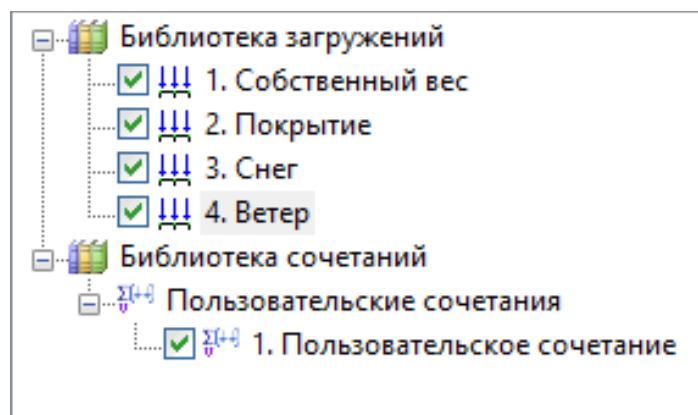 Библиотека загружений
1. Собственный вес
2. Покрытие
3. Снег
4. Ветер
Библиотека сочетаний
Пользовательские сочетания
1. Пользовательское сочетание